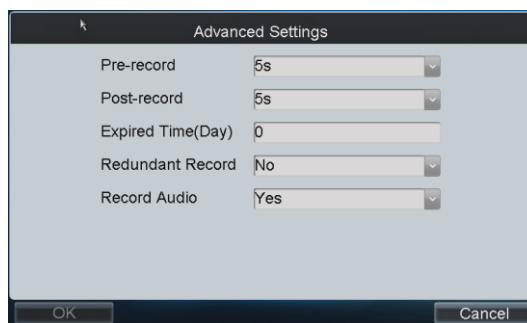 Advanced Settings
Pre-record 5s
Post-record 5s
Expired Time(Day) 0
Redundant Record No
Record Audio Yes
OK Cancel